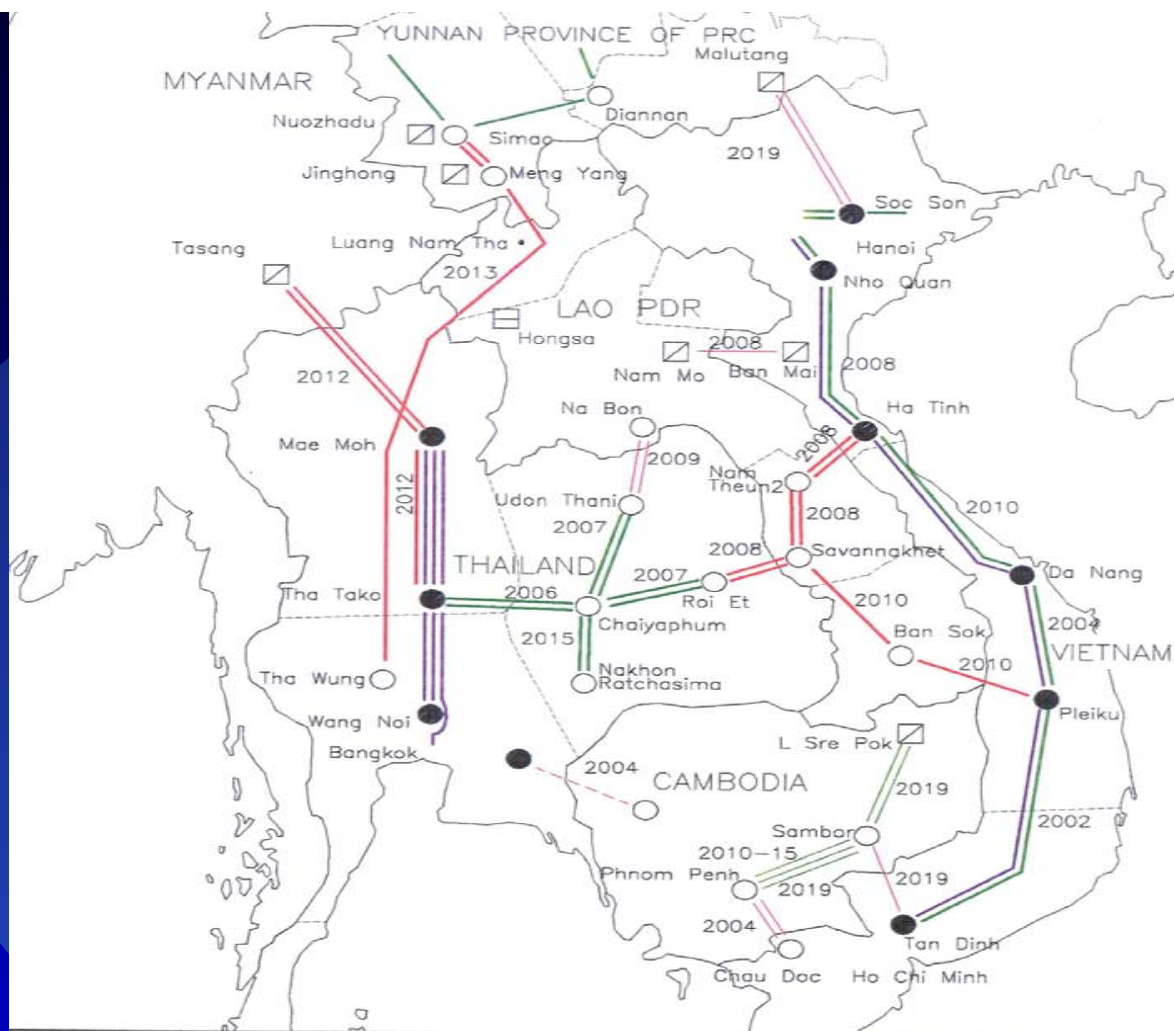 YUNNAN PROVINCE OF PRC
Malutang
MYANMAR
Diannan
Nuozhadu
Simao
2019
Jinghong
Meng Yang
Soc Son
Tasang
Luang Nam Tha
Hanoi
2013
Nho Quan
LAO PDR
Hongsa
2008
2012
Nam Mo
Ban Mai
2008
Na Bon
Ha Tinh
Mae Moh
2008
2009
Nam
Theun2
2012
Udon Thani
2010
2007
2008
THAILAND
2008
Savannakhet
2007
Da Nang
Tha Tako
2006
Roi Et
2010
2004
Chaiyaphum
2015
Ban Sok
VIETNAM
2010
Nakhon
Ratchasima
Tha Wung
Pleiku
Wang Noi
L Sre Pok
Bangkok
2004
CAMBODIA
2019
Sambor
2002
2010-15
Phnom Penh
2019
2019
2004
Tan Dinh
Chau Doc
Ho Chi Minh